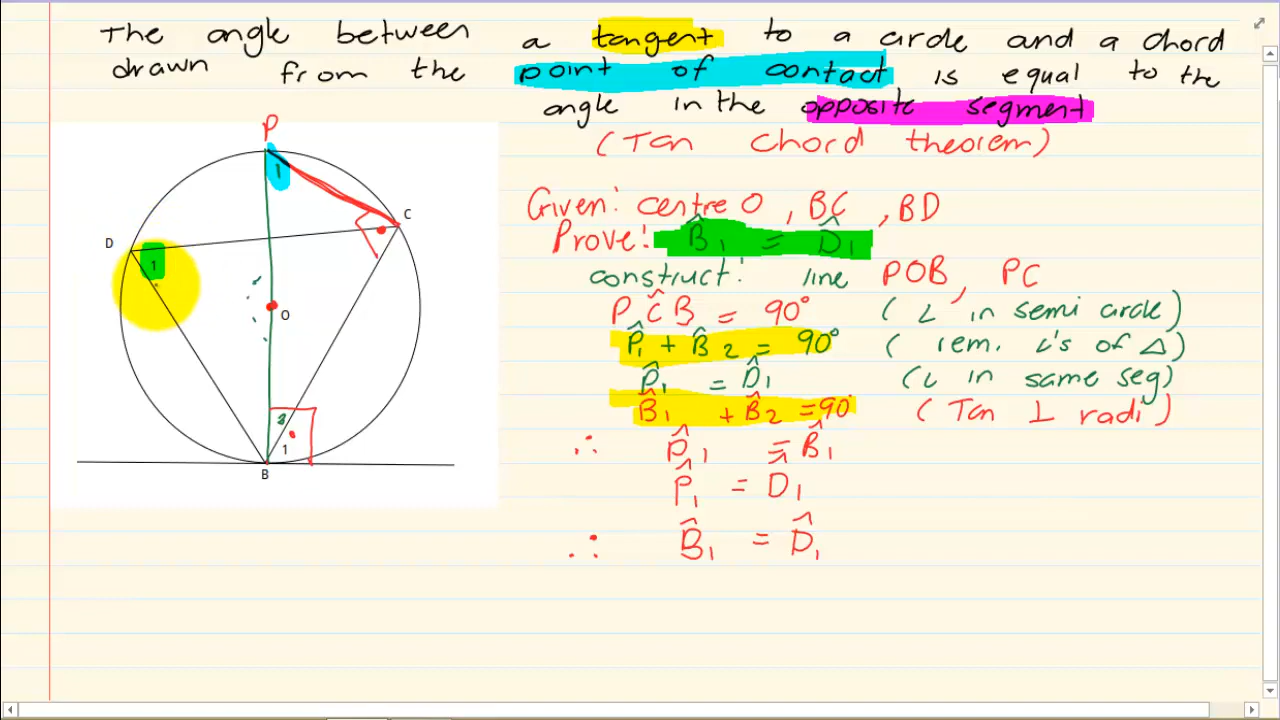 The angle between a tangent to a circle and a chord
drawn from the point of contact is equal to the
angle in the opposite segment
(Tan Chord theorem)
Given: centre O, BC, BD
Prove: B̂₁ = D̂₁
construct: line POB, PC
PĈB = 90° (∠ in semi circle)
P̂₁ + B̂₂ = 90° (rem. ∠'s of Δ)
P̂₁ = D̂₁ (∠ in same seg)
B̂₁ + B̂₂ = 90° (Tan ⊥ radi)
∴ P̂₁ = B̂₁
P̂₁ = D̂₁
∴ B̂₁ = D̂₁
P
1
C
D
1
O
2
1
B